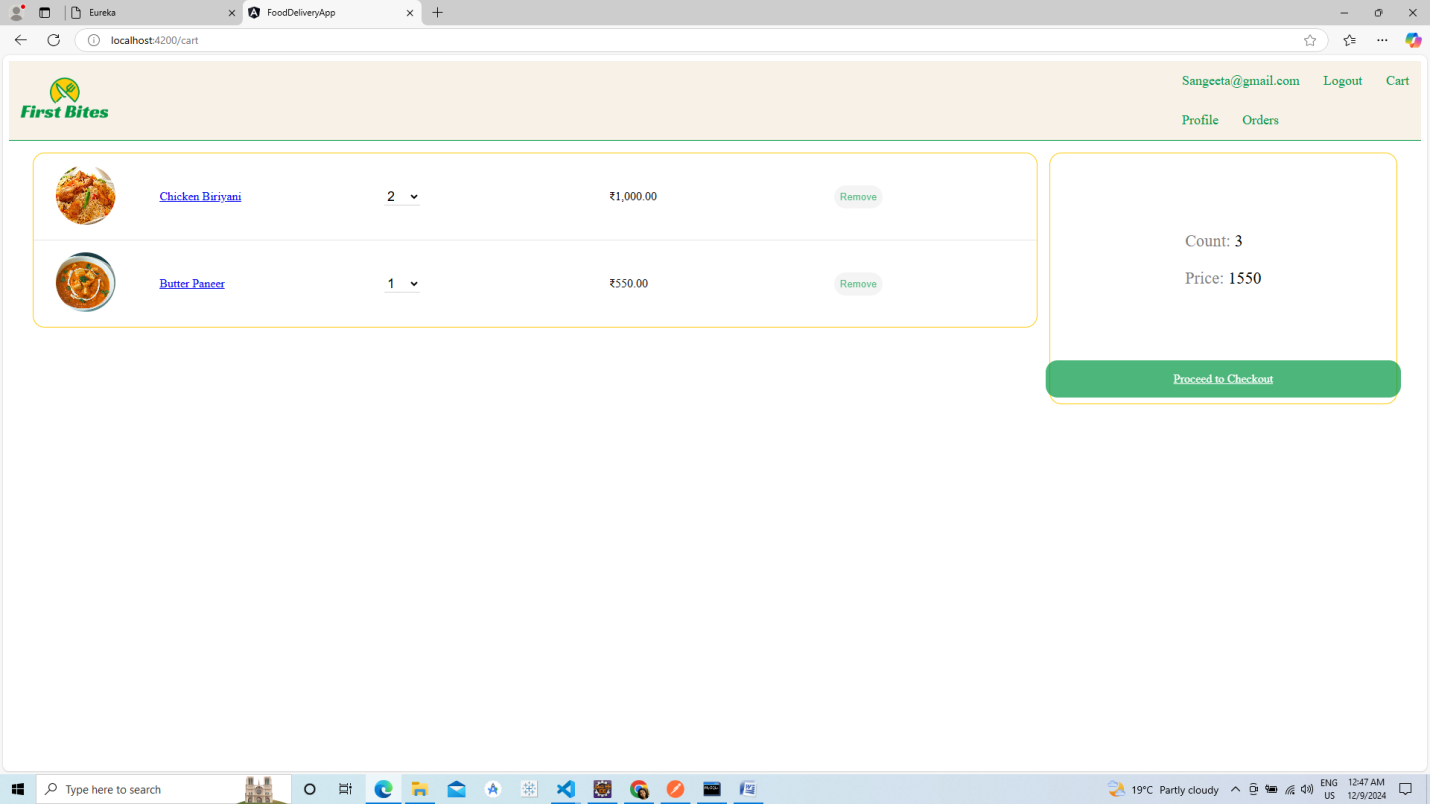 Eureka
FoodDeliveryApp
localhost:4200/cart
First Bites
Sangeeta@gmail.com Logout Cart
Profile Orders
Chicken Biriyani 2 ₹1,000.00 Remove
Butter Paneer 1 ₹550.00 Remove
Count: 3
Price: 1550
Proceed to Checkout
Type here to search
19°C Partly cloudy
ENG
US
12:47 AM
12/9/2024